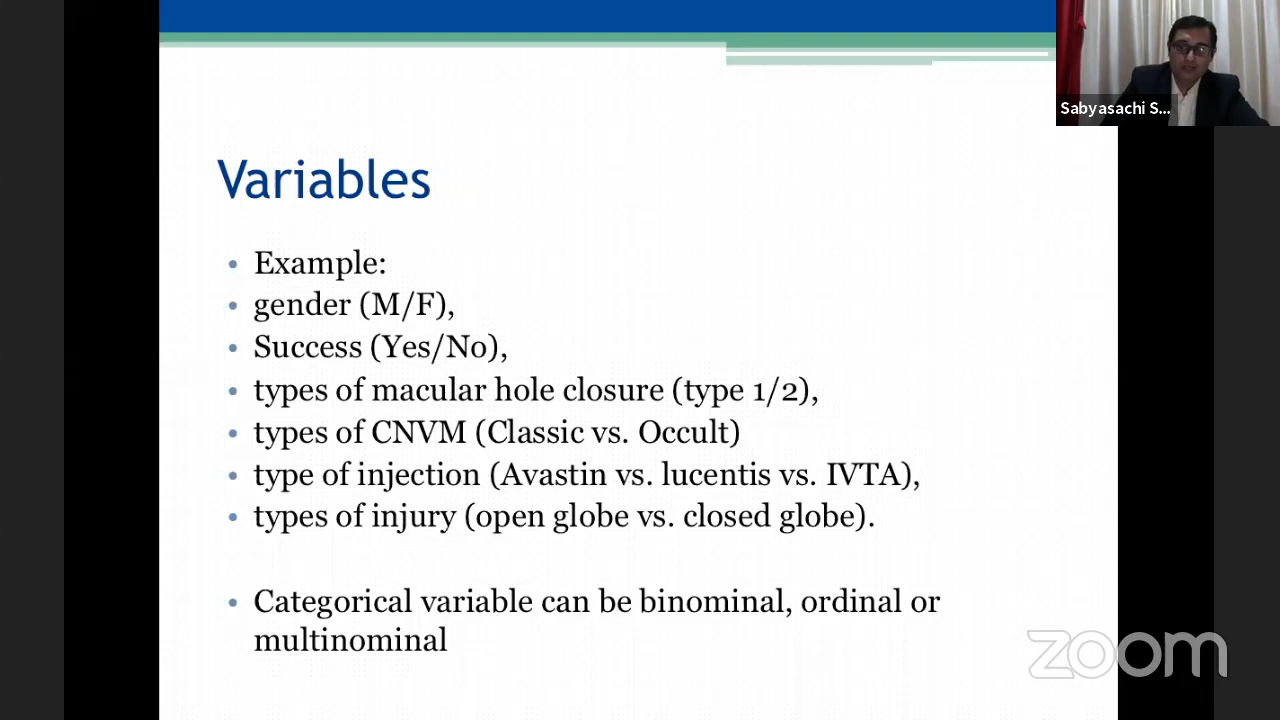 Sabyasachi S...
Variables
Example:
gender (M/F),
Success (Yes/No),
types of macular hole closure (type 1/2),
types of CNVM (Classic vs. Occult)
type of injection (Avastin vs. lucentis vs. IVTA),
types of injury (open globe vs. closed globe).
Categorical variable can be binominal, ordinal or
multinominal
zoom